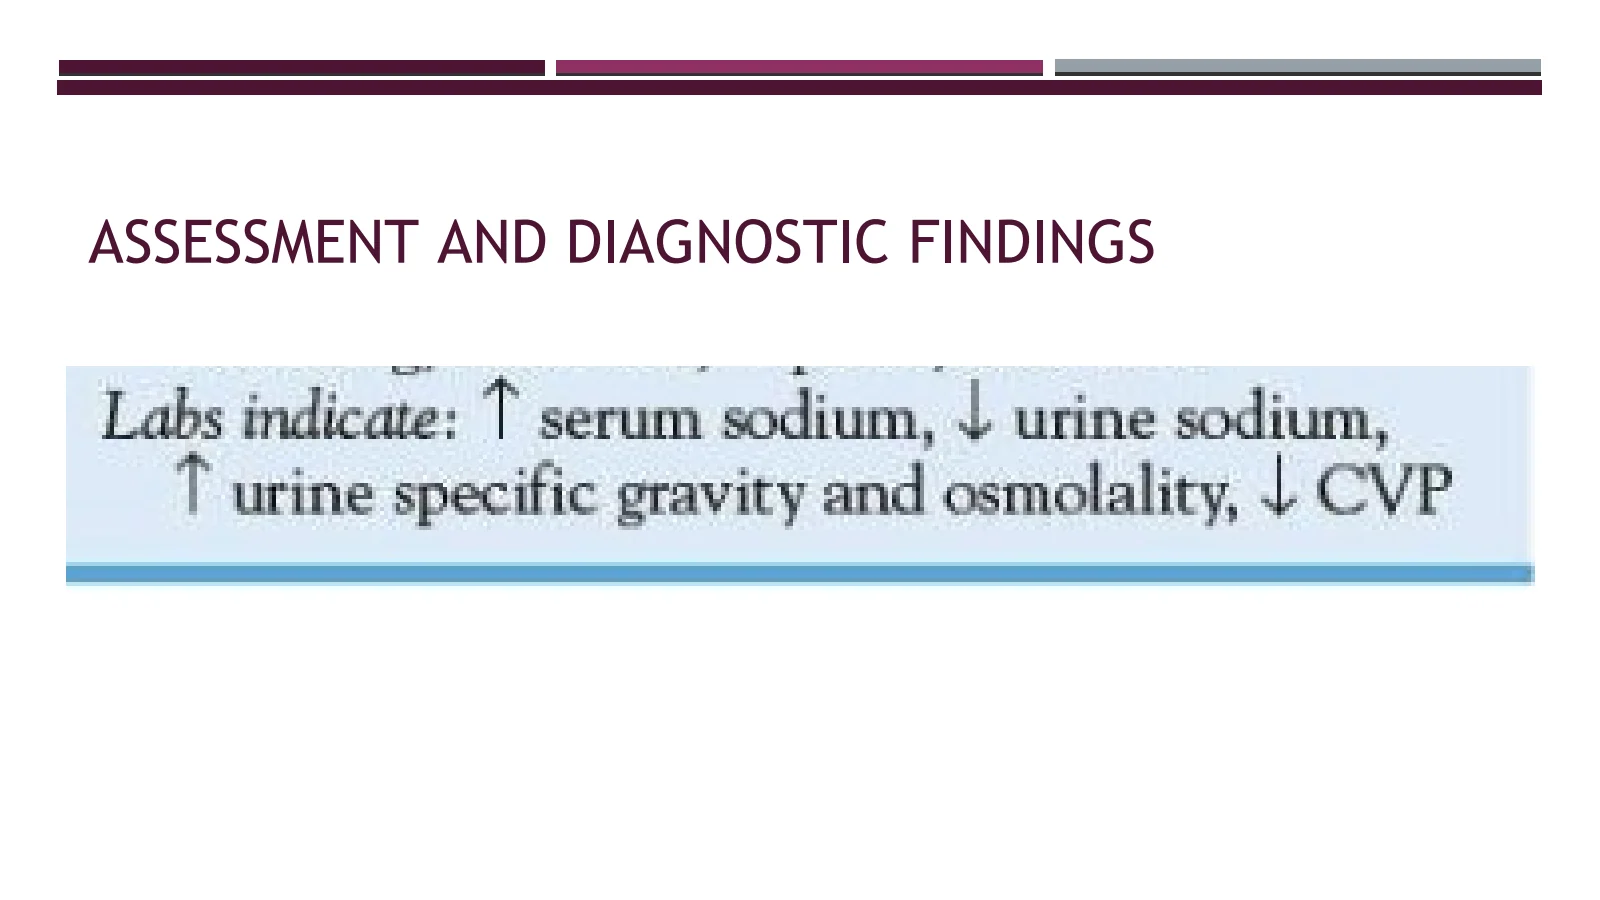 ASSESSMENT AND DIAGNOSTIC FINDINGS
Labs indicate: ↑ serum sodium, ↓ urine sodium,
↑ urine specific gravity and osmolality, ↓ CVP